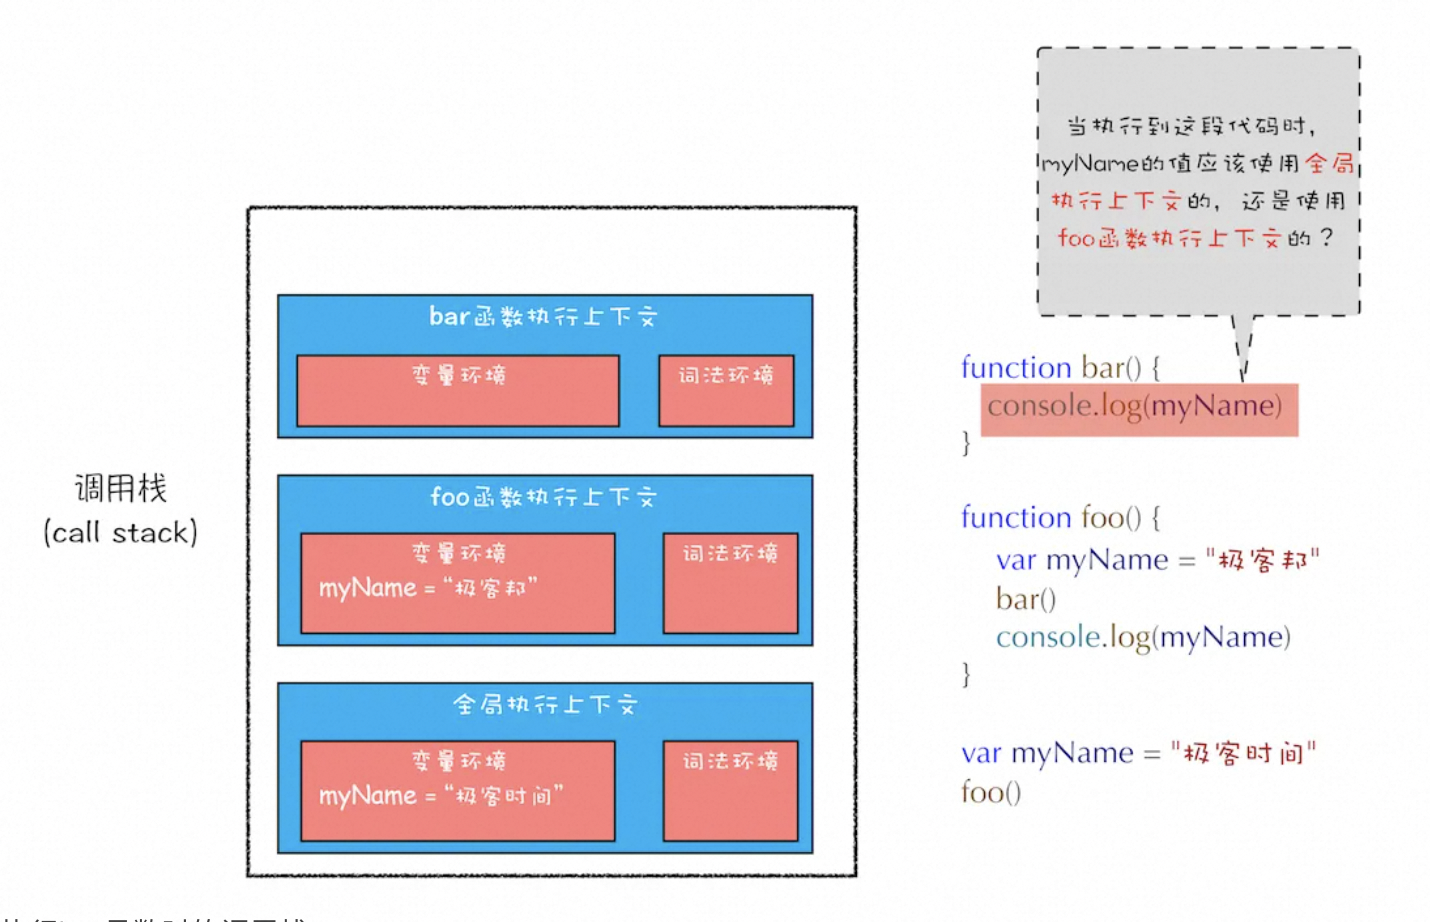 当执行到这段代码时,
myName的值应该使用全局
执行上下文的, 还是使用
foo函数执行上下文的?
调用栈
(call stack)
bar函数执行上下文
变量环境
词法环境
foo函数执行上下文
变量环境
myName = “极客邦”
词法环境
全局执行上下文
变量环境
myName = “极客时间”
词法环境
function bar() {
console.log(myName)
}
function foo() {
var myName = "极客邦"
bar()
console.log(myName)
}
var myName = "极客时间"
foo()